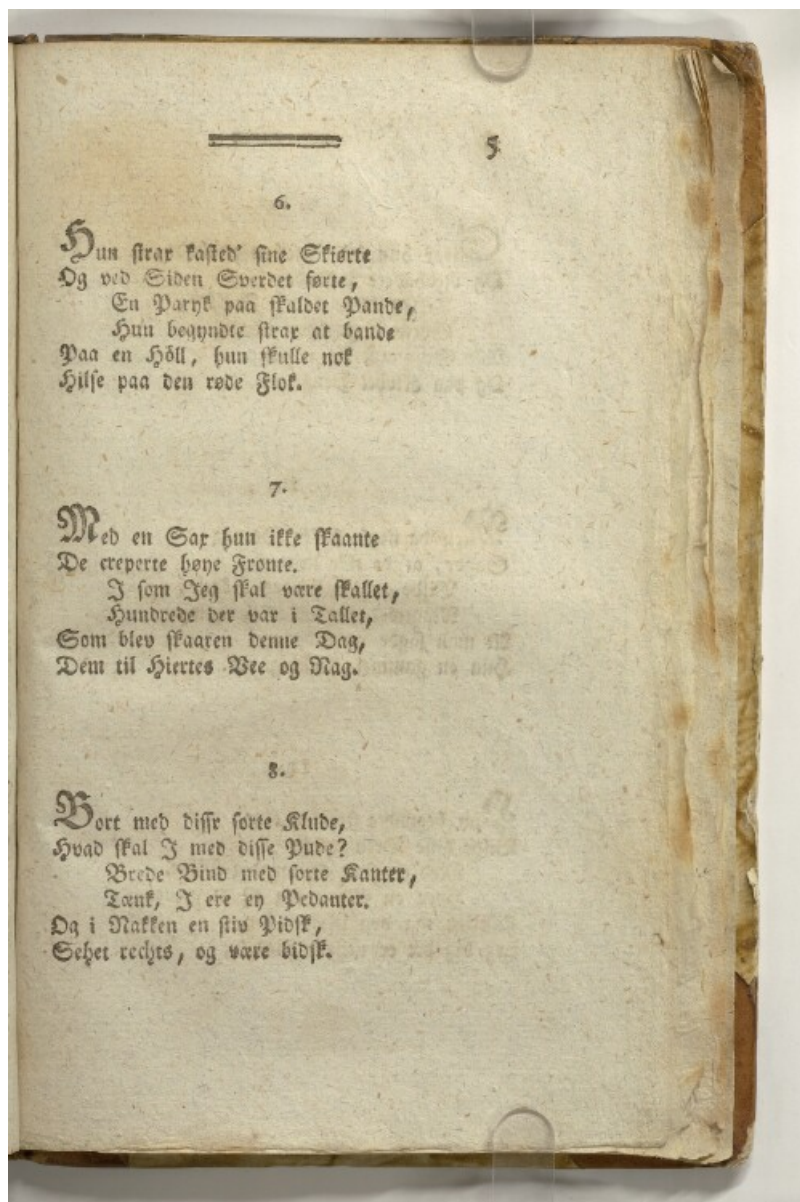 5
6.
Hun strax kasted' sine Skiørte
Og ved Siden Sverdet førte,
En Paryk paa skaldet Pande,
Hun begyndte strax at bande
Paa en Höll, hun skulle nok
Hilse paa den røde Flok.
7.
Med en Sax hun ikke skaante
De creperte høye Fronte.
I som Jeg skal være skallet,
Hundrede der var i Tallet,
Som blev skaaren denne Dag,
Dem til Hiertes Vee og Nag.
8.
Bort med dissr sorte Klude,
Hvad skal I med disse Pude?
Brede Bind med sorte Kanter,
Tænk, I ere ey Pedanter.
Og i Nakken en stiv Pidsk,
Sehet rechts, og være bidsk.